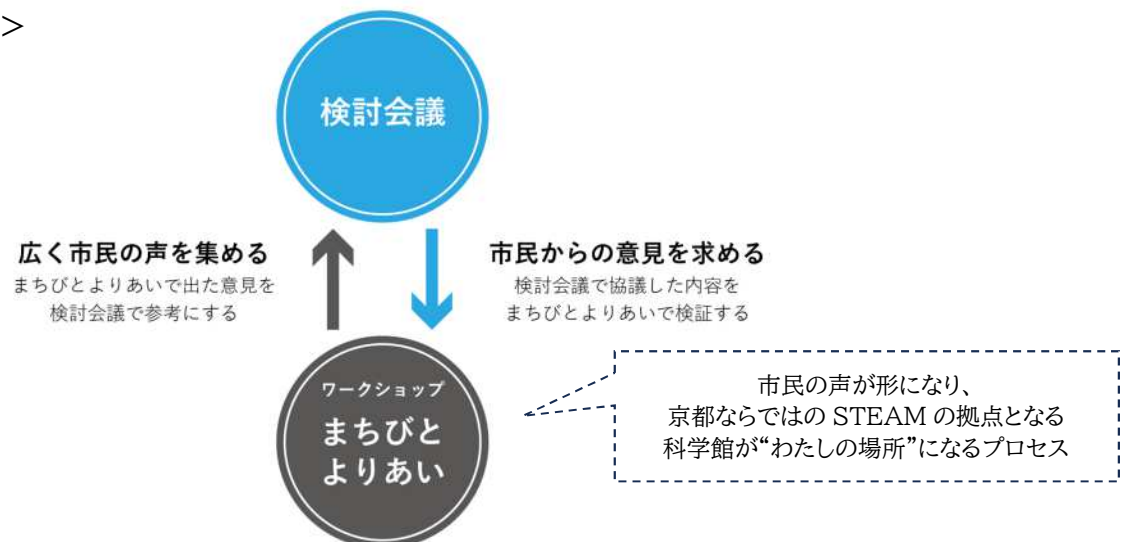 >
検討会議
広く市民の声を集める
まちびとよりあいで出た意見を
検討会議で参考にする
市民からの意見を求める
検討会議で協議した内容を
まちびとよりあいで検証する
ワークショップ
まちびと
よりあい
市民の声が形になり、
京都ならではの STEAM の拠点となる
科学館が“わたしの場所”になるプロセス